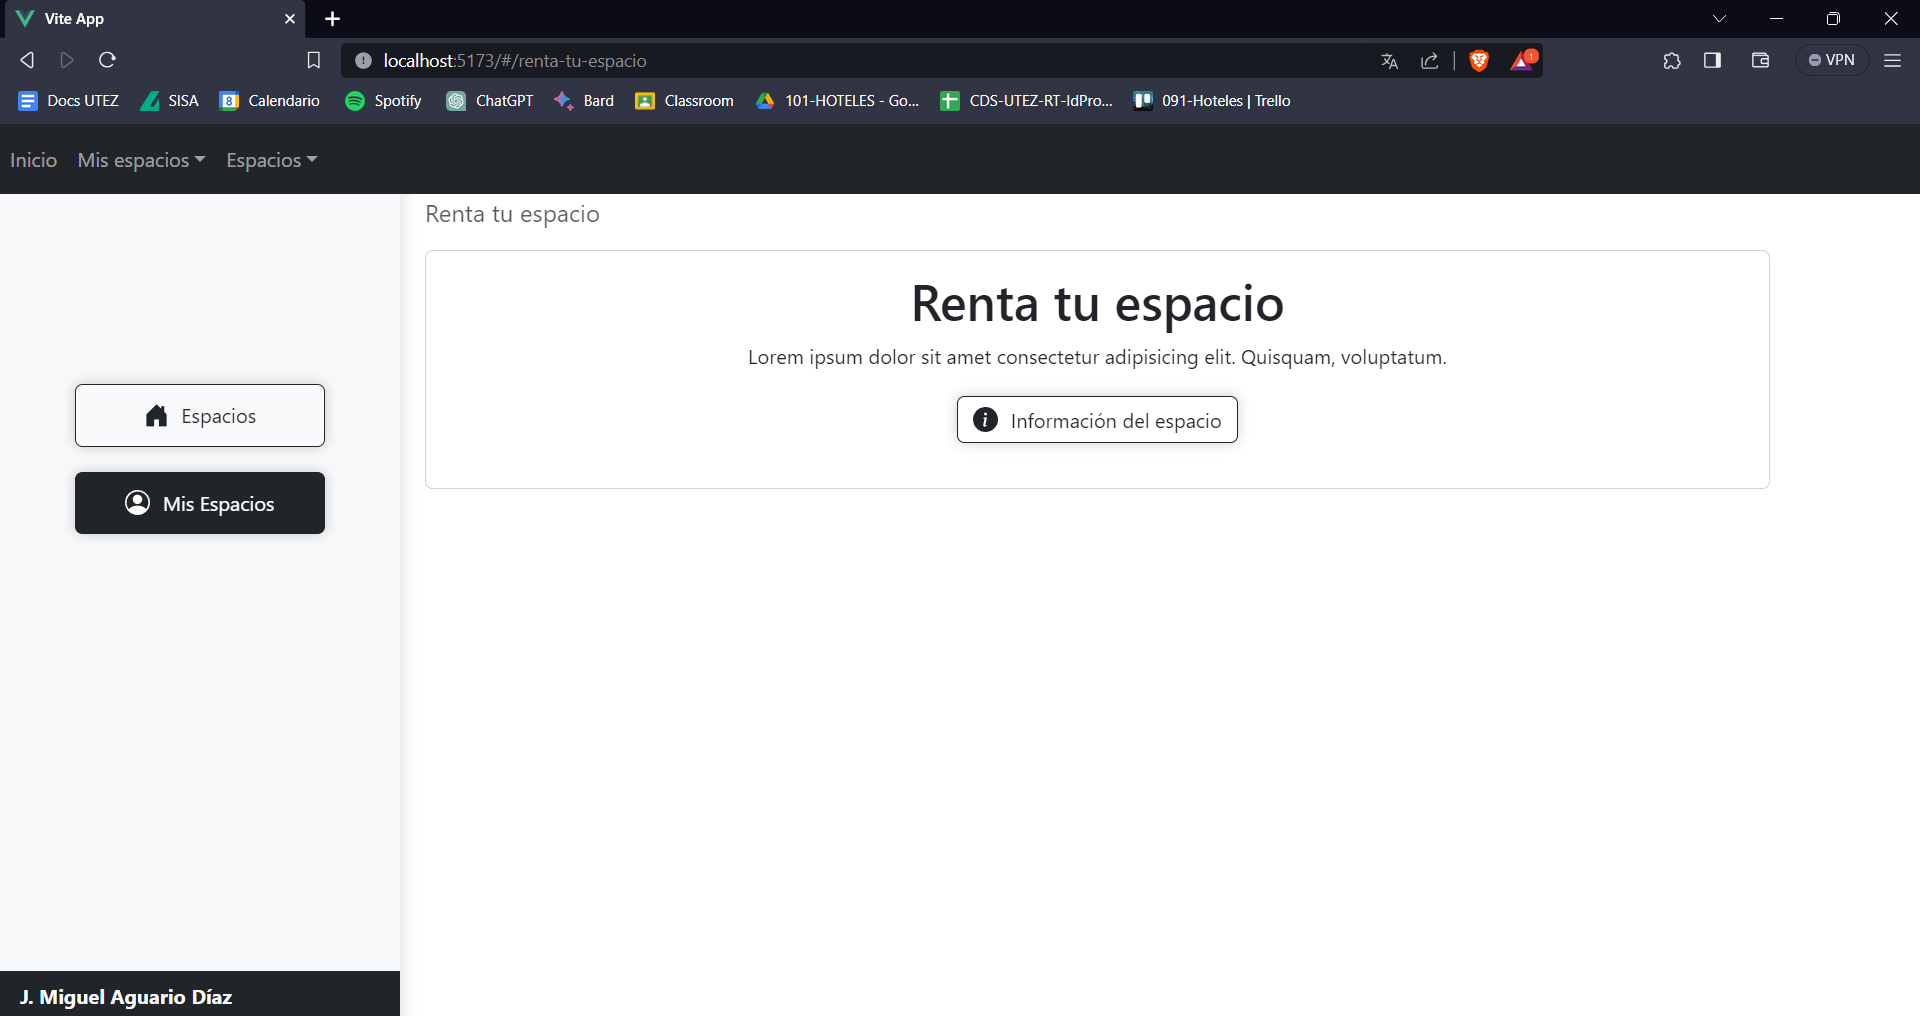 Vite App
localhost:5173/#/renta-tu-espacio
1
VPN
Docs UTEZ
SISA
8
Calendario
Spotify
ChatGPT
Bard
Classroom
101-HOTELES - Go...
CDS-UTEZ-RT-IdPro...
091-Hoteles | Trello
Inicio
Mis espacios
Espacios
Renta tu espacio
Renta tu espacio
Lorem ipsum dolor sit amet consectetur adipisicing elit. Quisquam, voluptatum.
Información del espacio
Espacios
Mis Espacios
J. Miguel Aguario Díaz